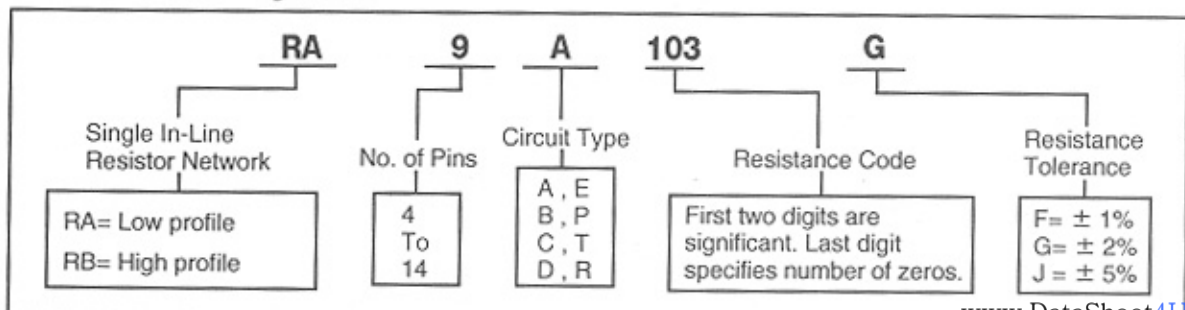 RA 9 A 103 G
Single In-Line
Resistor Network
No. of Pins
Circuit Type
Resistance Code
Resistance
Tolerance
RA= Low profile
RB= High profile
4
To
14
A , E
B , P
C , T
D , R
First two digits are
significant. Last digit
specifies number of zeros.
F= ± 1%
G= ± 2%
J = ± 5%